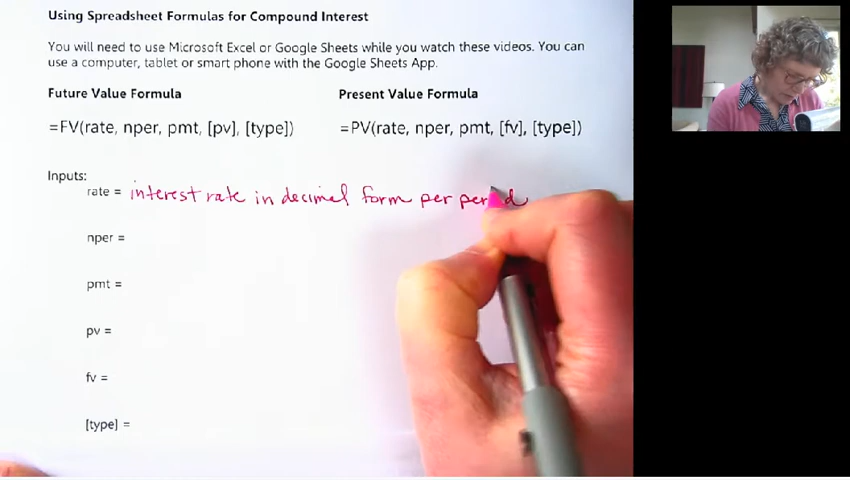 Using Spreadsheet Formulas for Compound Interest
You will need to use Microsoft Excel or Google Sheets while you watch these videos. You can
use a computer, tablet or smart phone with the Google Sheets App.
Future Value Formula
=FV(rate, nper, pmt, [pv], [type])
Present Value Formula
=PV(rate, nper, pmt, [fv], [type])
Inputs:
rate = interest rate in decimal form per
nper =
pmt =
pv =
fv =
[type] =